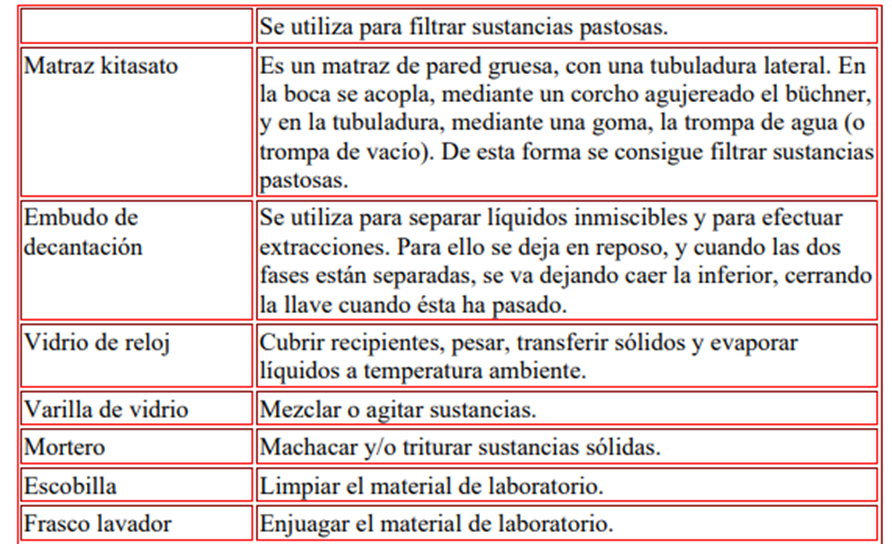 Se utiliza para filtrar sustancias pastosas.
Matraz kitasato
Es un matraz de pared gruesa, con una tubuladura lateral. En
la boca se acopla, mediante un corcho agujereado el büchner,
y en la tubuladura, mediante una goma, la trompa de agua (o
trompa de vacío). De esta forma se consigue filtrar sustancias
pastosas.
Embudo de
decantación
Se utiliza para separar líquidos inmiscibles y para efectuar
extracciones. Para ello se deja en reposo, y cuando las dos
fases están separadas, se va dejando caer la inferior, cerrando
la llave cuando ésta ha pasado.
Vidrio de reloj
Cubrir recipientes, pesar, transferir sólidos y evaporar
líquidos a temperatura ambiente.
Varilla de vidrio
Mezclar o agitar sustancias.
Mortero
Machacar y/o triturar sustancias sólidas.
Escobilla
Limpiar el material de laboratorio.
Frasco lavador
Enjuagar el material de laboratorio.